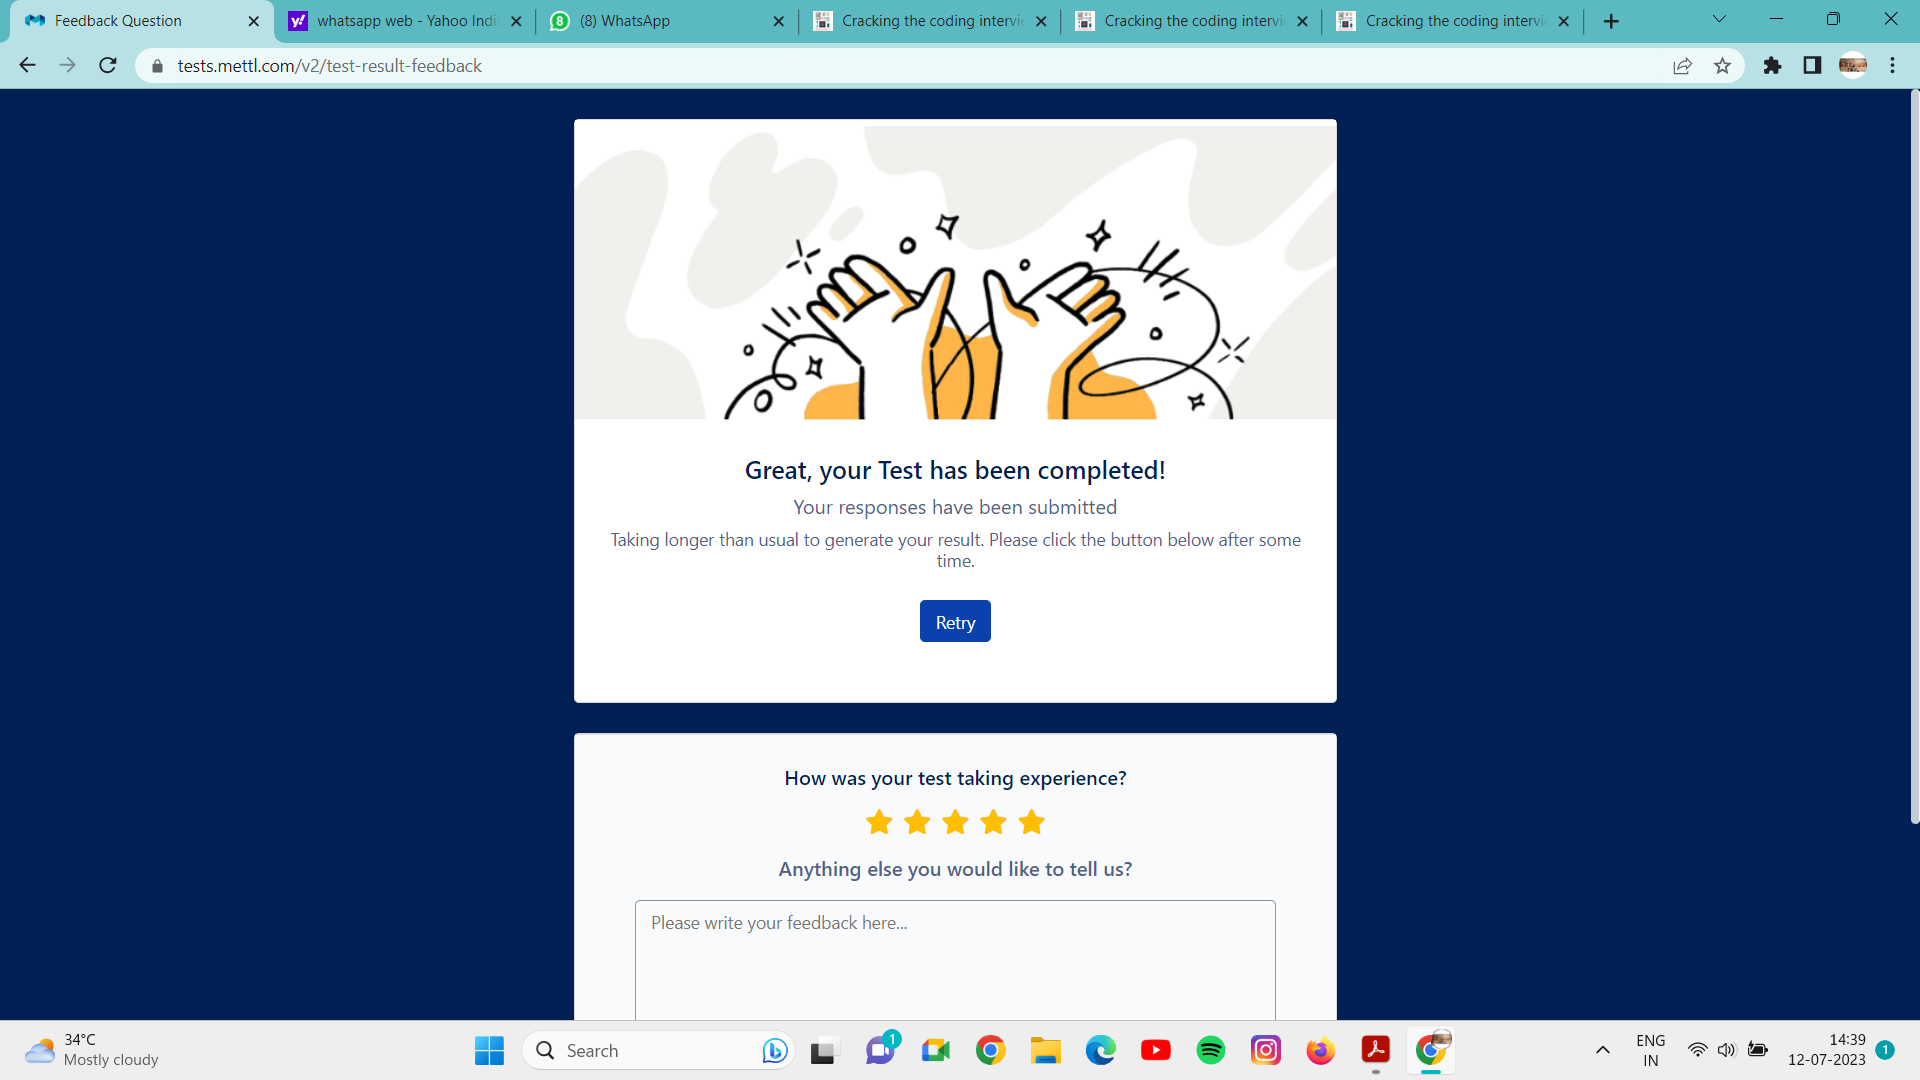 Feedback Question
whatsapp web - Yahoo Indi
(8) WhatsApp
Cracking the coding intervie
Cracking the coding intervi
Cracking the coding intervi
tests.mettl.com/v2/test-result-feedback
Great, your Test has been completed!
Your responses have been submitted
Taking longer than usual to generate your result. Please click the button below after some
time.
Retry
How was your test taking experience?
Anything else you would like to tell us?
Please write your feedback here...
34°C
Mostly cloudy
Search
1
ENG
IN
14:39
12-07-2023
1